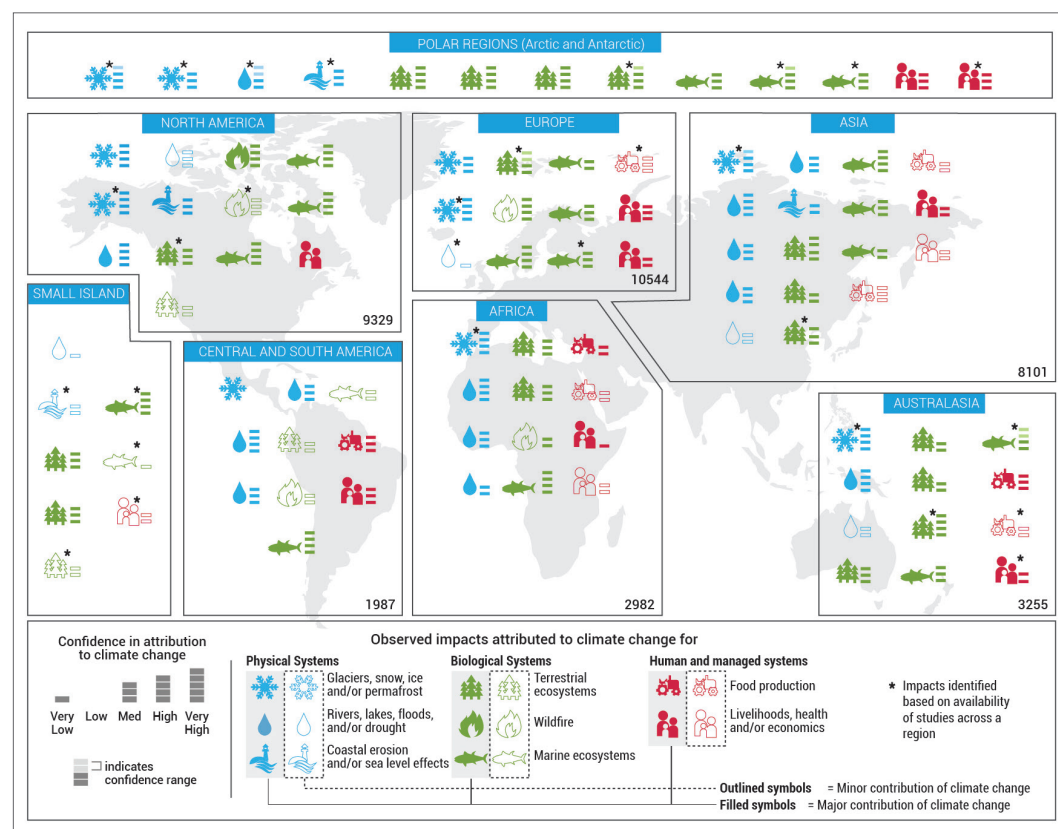 POLAR REGIONS (Arctic and Antarctic)
* * * * * * *
NORTH AMERICA
* * *
9329
EUROPE
* * * * *
10544
ASIA
* *
8101
SMALL ISLAND
* * * * *
CENTRAL AND SOUTH AMERICA
1987
AFRICA
*
2982
AUSTRALASIA
* * * * *
3255
Confidence in attribution
to climate change
Very
Low
Low
Med
High
Very
High
indicates
confidence range
Observed impacts attributed to climate change for
Physical Systems
Glaciers, snow, ice
and/or permafrost
Rivers, lakes, floods,
and/or drought
Coastal erosion
and/or sea level effects
Biological Systems
Terrestrial
ecosystems
Wildfire
Marine ecosystems
Human and managed systems
Food production
Livelihoods, health
and/or economics
* Impacts identified
based on availability
of studies across a
region
Outlined symbols = Minor contribution of climate change
Filled symbols = Major contribution of climate change